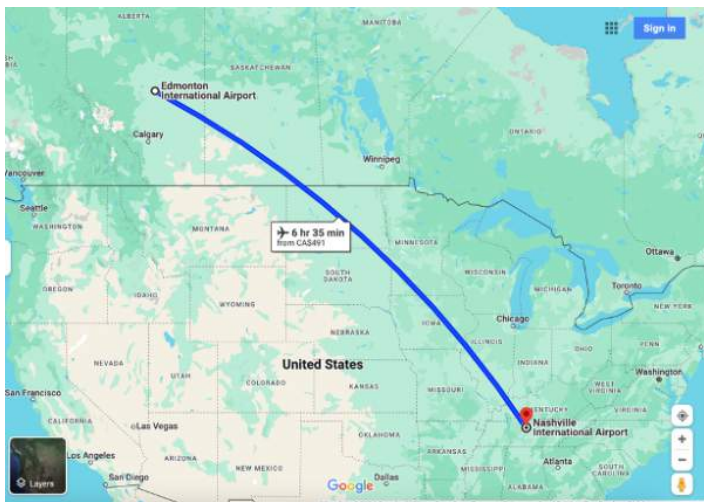 ALBERTA
MANITOBA
Sign in
SASKATCHEWAN
Edmonton
International Airport
Calgary
ONTARIO
Winnipeg
Vancouver
Seattle
WASHINGTON
MONTANA
6 hr 35 min
from CA$491
MINNESOTA
Ottawa
OREGON
IDAHO
SOUTH
DAKOTA
WISCONSIN
MICHIGAN
Toronto
WYOMING
NEW YORK
Chicago
IOWA
NEBRASKA
ILLINOIS
INDIANA
OHIO
PENN
NEVADA
UTAH
COLORADO
United States
KANSAS
MISSOURI
WEST
VIRGINIA
Washington
San Francisco
CALIFORNIA
Las Vegas
KENTUCKY
VIRGINIA
Nashville
International Airport
OKLAHOMA
ARKANSAS
Los Angeles
ARIZONA
NEW MEXICO
Atlanta
SOUTH
CAROLINA
MISSISSIPPI
ALABAMA
San Diego
Dallas
Layers
Google